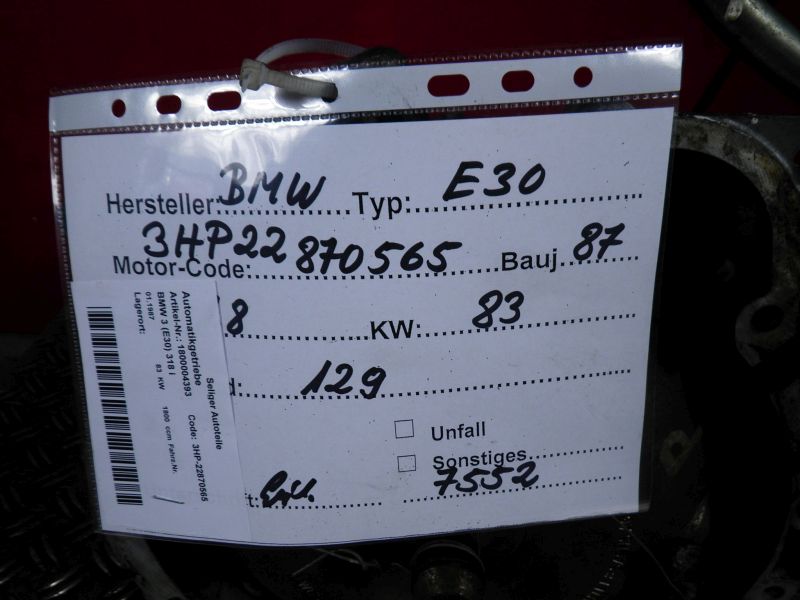 Hersteller: BMW Typ: E30
3HP22
Motor-Code: 870565 Bauj. 87
8 KW: 83
d: 129
Unfall
Sonstiges
7552
Seliger Autoteile
Automatikgetriebe Code: 3HP-22870565
Artikel-Nr.: 1800004393
BMW 3 (E30) 318 I
01.1987 83 KW 1800 ccm Fahrz.Nr.
Lagerort: